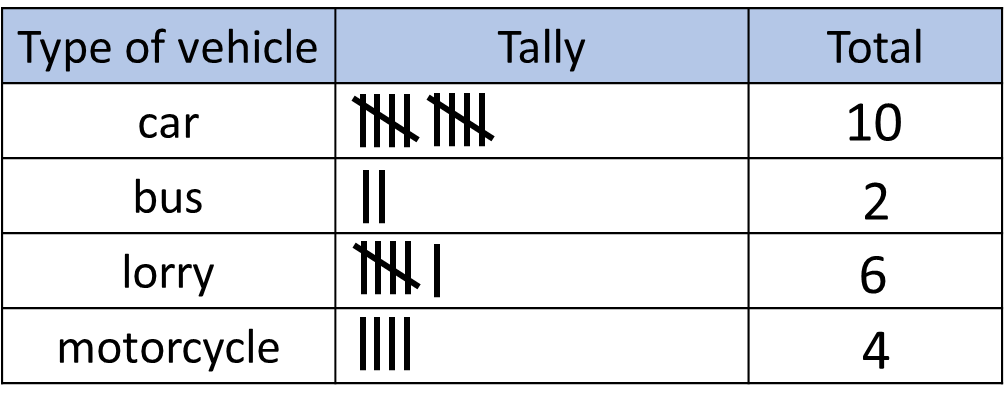 Type of vehicle Tally Total
car 10
bus 2
lorry 6
motorcycle 4